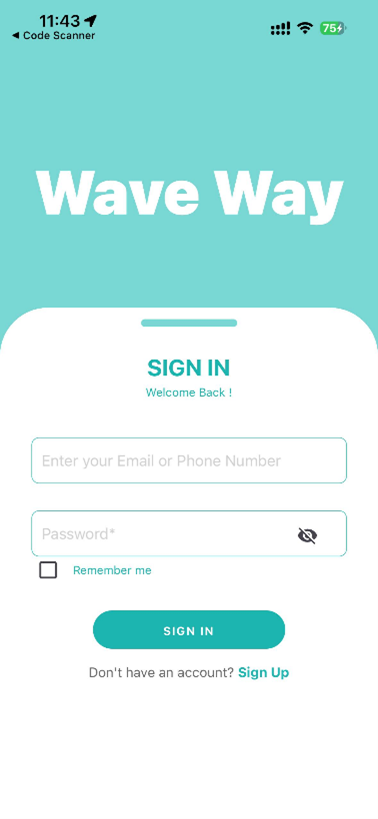 11:43
◀ Code Scanner
75
Wave Way
SIGN IN
Welcome Back !
Enter your Email or Phone Number
Password*
Remember me
SIGN IN
Don't have an account? Sign Up